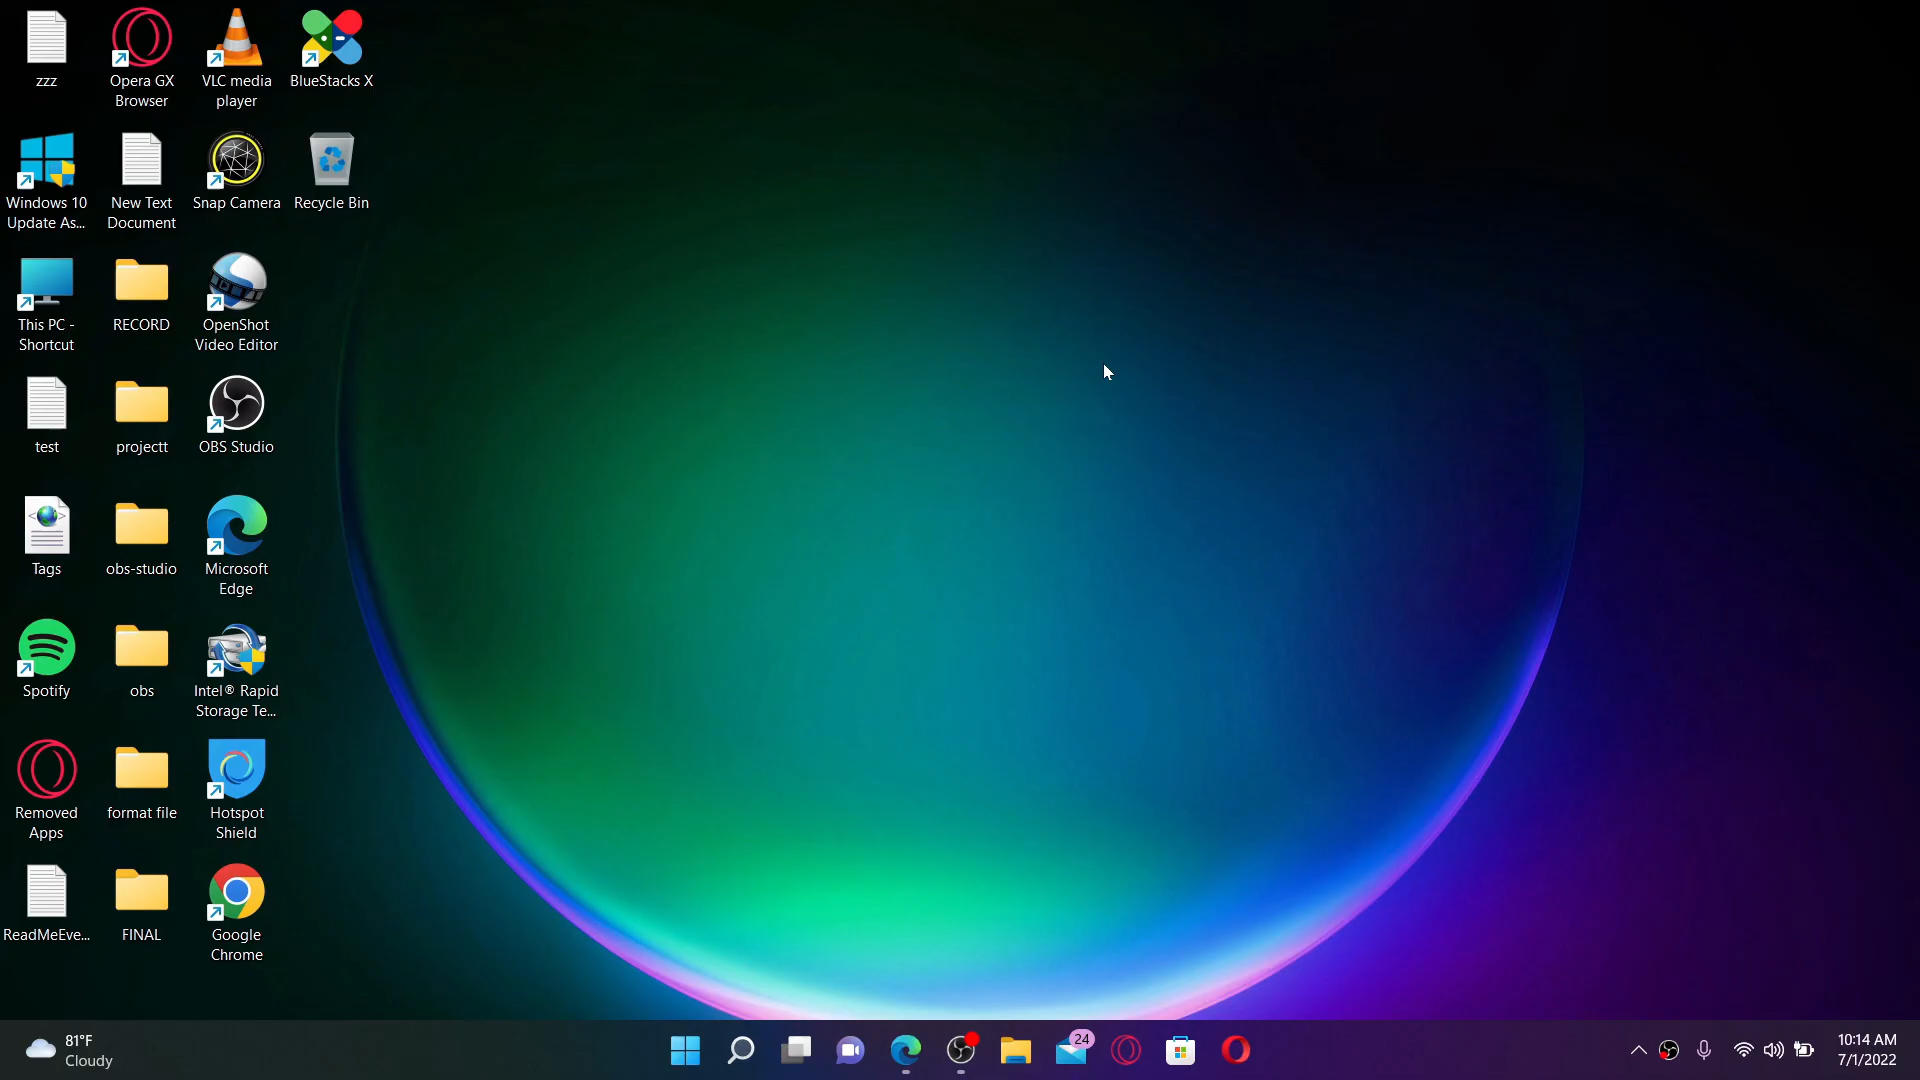 zzz
Opera GX
Browser
VLC media
player
BlueStacks X
Windows 10
Update As...
New Text
Document
Snap Camera
Recycle Bin
This PC -
Shortcut
RECORD
OpenShot
Video Editor
test
projectt
OBS Studio
Tags
obs-studio
Microsoft
Edge
Spotify
obs
Intel® Rapid
Storage Te...
Removed
Apps
format file
Hotspot
Shield
ReadMeEve...
FINAL
Google
Chrome
81°F
Cloudy
24
10:14 AM
7/1/2022